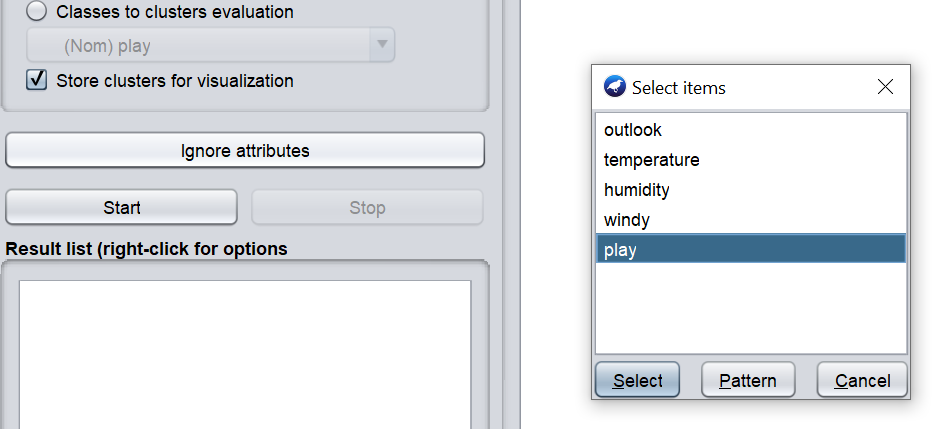 Classes to clusters evaluation
(Nom) play
Store clusters for visualization
Ignore attributes
Start
Stop
Result list (right-click for options
Select items
outlook
temperature
humidity
windy
play
Select
Pattern
Cancel